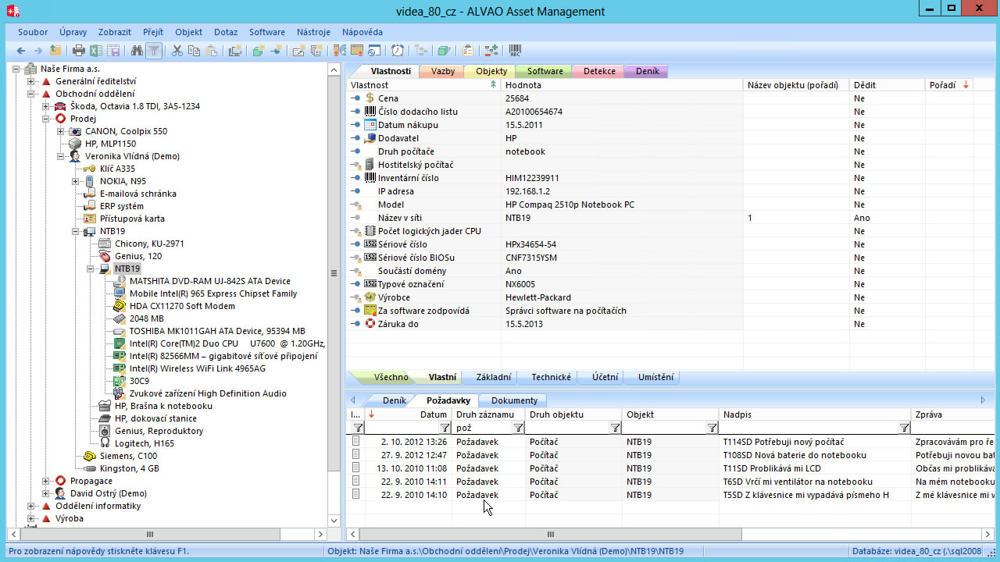 videa_80_cz - ALVAO Asset Management
Soubor Úpravy Zobrazit Přejít Objekt Dotaz Software Nástroje Nápověda
Naše Firma a.s.
Generální ředitelství
Obchodní oddělení
Škoda, Octavia 1.8 TDI, 3A5-1234
Prodej
CANON, Coolpix 550
HP, MLP1150
Veronika Vlídná (Demo)
Klíč A335
NOKIA, N95
E-mailová schránka
ERP systém
Přístupová karta
NTB19
Chicony, KU-2971
Genius, 120
NTB19
MATSHITA DVD-RAM UJ-842S ATA Device
Mobile Intel(R) 965 Express Chipset Family
HDA CX11270 Soft Modem
2048 MB
TOSHIBA MK1011GAH ATA Device, 95394 MB
Intel(R) Core(TM)2 Duo CPU U7600 @ 1.20GHz,
Intel(R) 82566MM – gigabitové síťové připojení
Intel(R) Wireless WiFi Link 4965AG
30C9
Zvukové zařízení High Definition Audio
HP, Brašna k notebooku
HP, dokovací stanice
Genius, Reproduktory
Logitech, H165
Siemens, C100
Kingston, 4 GB
Propagace
David Ostrý (Demo)
Oddělení informatiky
Výroba
Vlastnosti Vazby Objekty Software Detekce Deník
Vlastnost Hodnota Název objektu (pořadí) Dědit Pořadí
Cena 25684 Ne
Číslo dodacího listu A20100654674 Ne
Datum nákupu 15.5.2011 Ne
Dodavatel HP Ne
Druh počítače notebook Ne
Hostitelský počítač Ne
Inventární číslo HIM12239911 Ne
IP adresa 192.168.1.2 Ne
Model HP Compaq 2510p Notebook PC Ne
Název v síti NTB19 1 Ano
Počet logických jader CPU Ne
Sériové číslo HPx34654-54 Ne
Sériové číslo BIOSu CNF7315YSM Ne
Součástí domény Ano Ne
Typové označení NX6005 Ne
Výrobce Hewlett-Packard Ne
Za software zodpovídá Správci software na počítačích Ne
Záruka do 15.5.2013 Ne
Všechno Vlastní Základní Technické Účetní Umístění
Deník Požadavky Dokumenty
I... Datum Druh záznamu Druh objektu Objekt Nadpis Zpráva
pož
2. 10. 2012 13:26 Požadavek Počítač NTB19 T114SD Potřebuji nový počítač Zpracovávám pro ře
27. 9. 2012 12:47 Požadavek Počítač NTB19 T108SD Nová baterie do notebooku Potřebuji novou bat
13. 10. 2010 11:08 Požadavek Počítač NTB19 T11SD Problikává mi LCD Občas mi problikáva
22. 9. 2010 14:11 Požadavek Počítač NTB19 T6SD Vrčí mi ventilátor na notebooku Na mém notebooku
22. 9. 2010 14:10 Požadavek Počítač NTB19 T5SD Z klávesnice mi vypadává písmeho H Z mé klávesnice mi v
Pro zobrazení nápovědy stiskněte klávesu F1. Objekt: Naše Firma a.s.\Obchodní oddělení\Prodej\Veronika Vlídná (Demo)\NTB19\NTB19 Databáze: videa_80_cz (.\sql2008